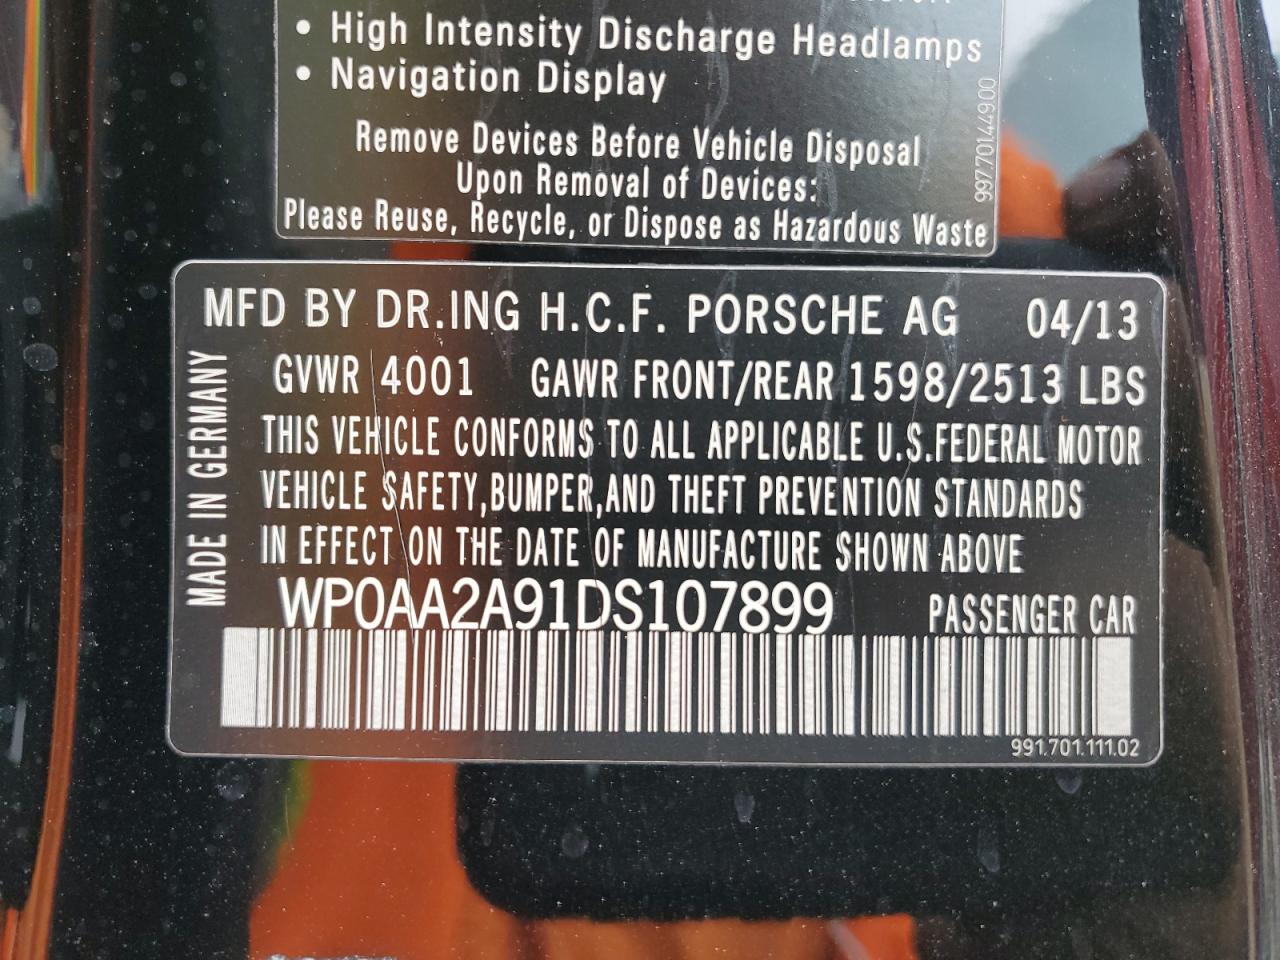 • High Intensity Discharge Headlamps
• Navigation Display
Remove Devices Before Vehicle Disposal
Upon Removal of Devices:
Please Reuse, Recycle, or Dispose as Hazardous Waste
997.701.449.00
MFD BY DR.ING H.C.F. PORSCHE AG 04/13
GVWR 4001 GAWR FRONT/REAR 1598/2513 LBS
THIS VEHICLE CONFORMS TO ALL APPLICABLE U.S.FEDERAL MOTOR
VEHICLE SAFETY,BUMPER,AND THEFT PREVENTION STANDARDS
IN EFFECT ON THE DATE OF MANUFACTURE SHOWN ABOVE
WP0AA2A91DS107899 PASSENGER CAR
991.701.111.02
MADE IN GERMANY